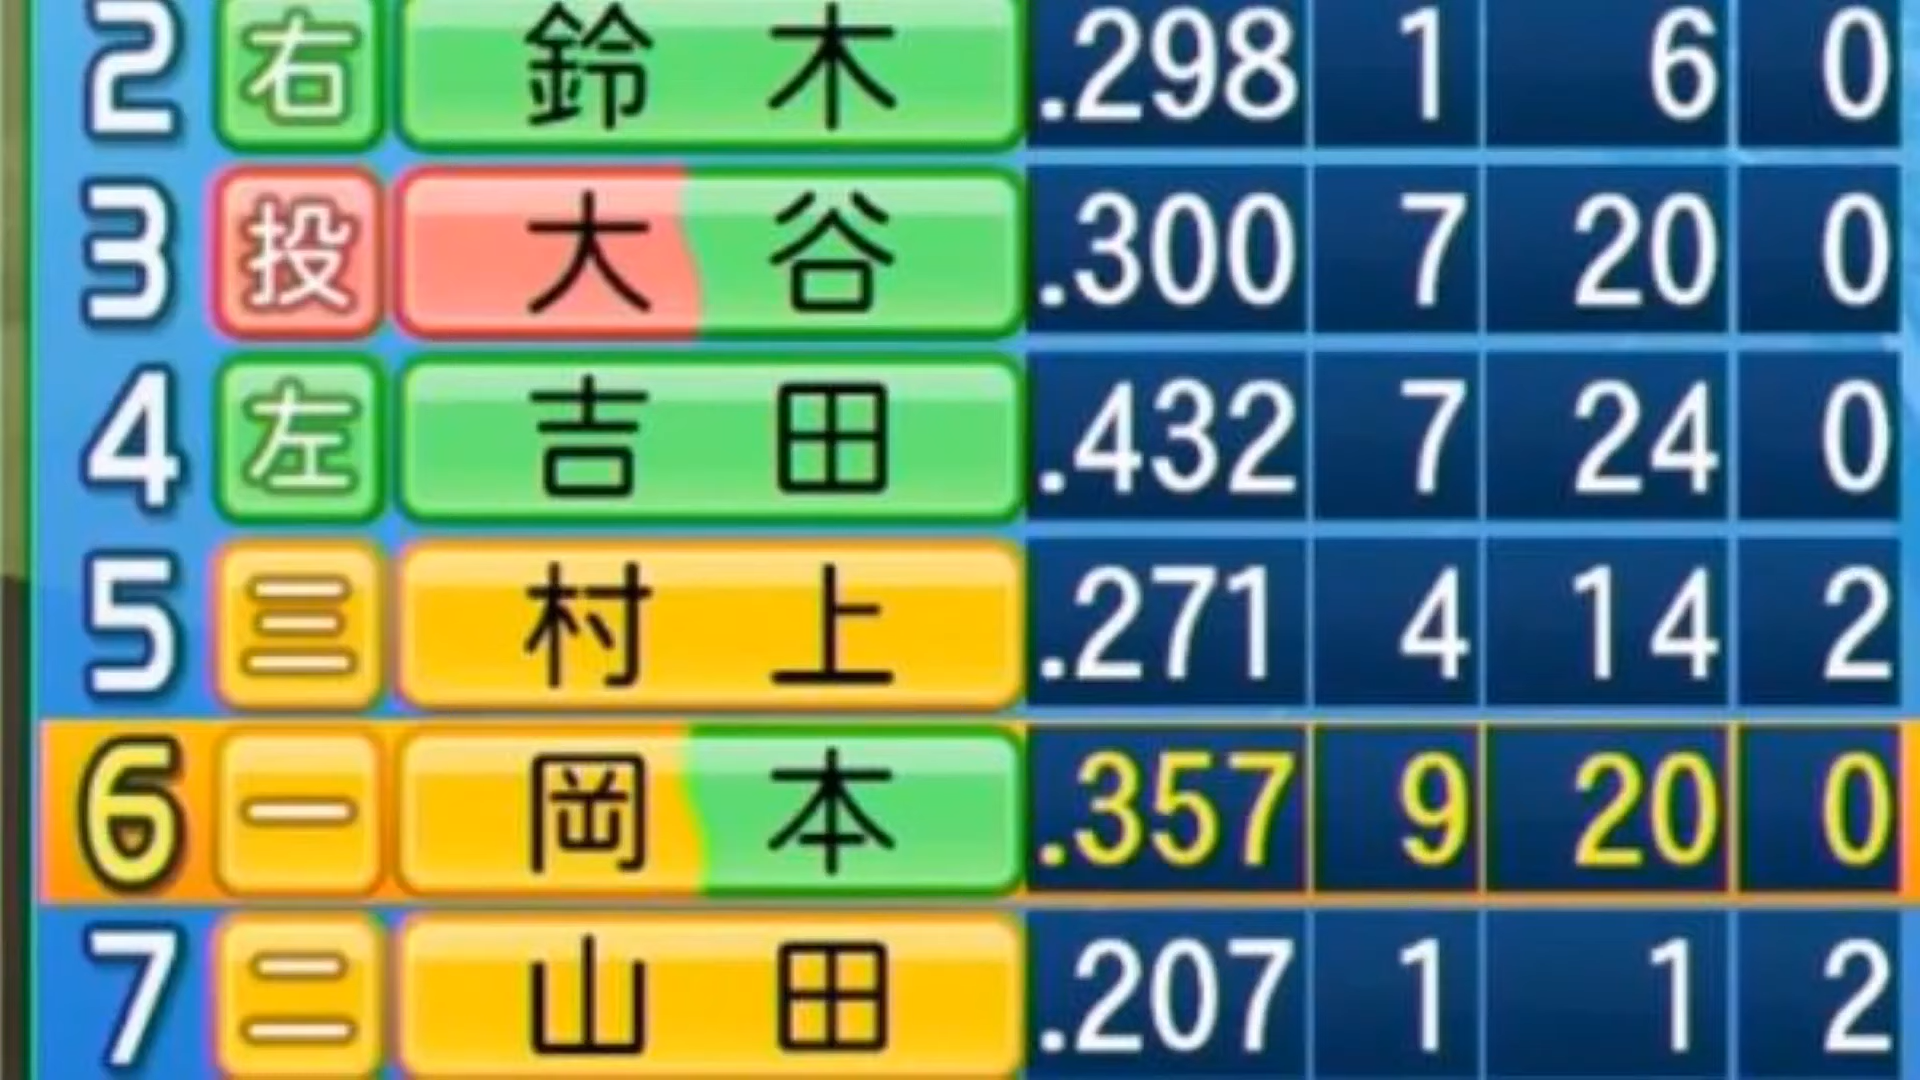 2 右 鈴木 .298 1 6 0
3 投 大谷 .300 7 20 0
4 左 吉田 .432 7 24 0
5 三 村上 .271 4 14 2
6 一 岡本 .357 9 20 0
7 二 山田 .207 1 1 2